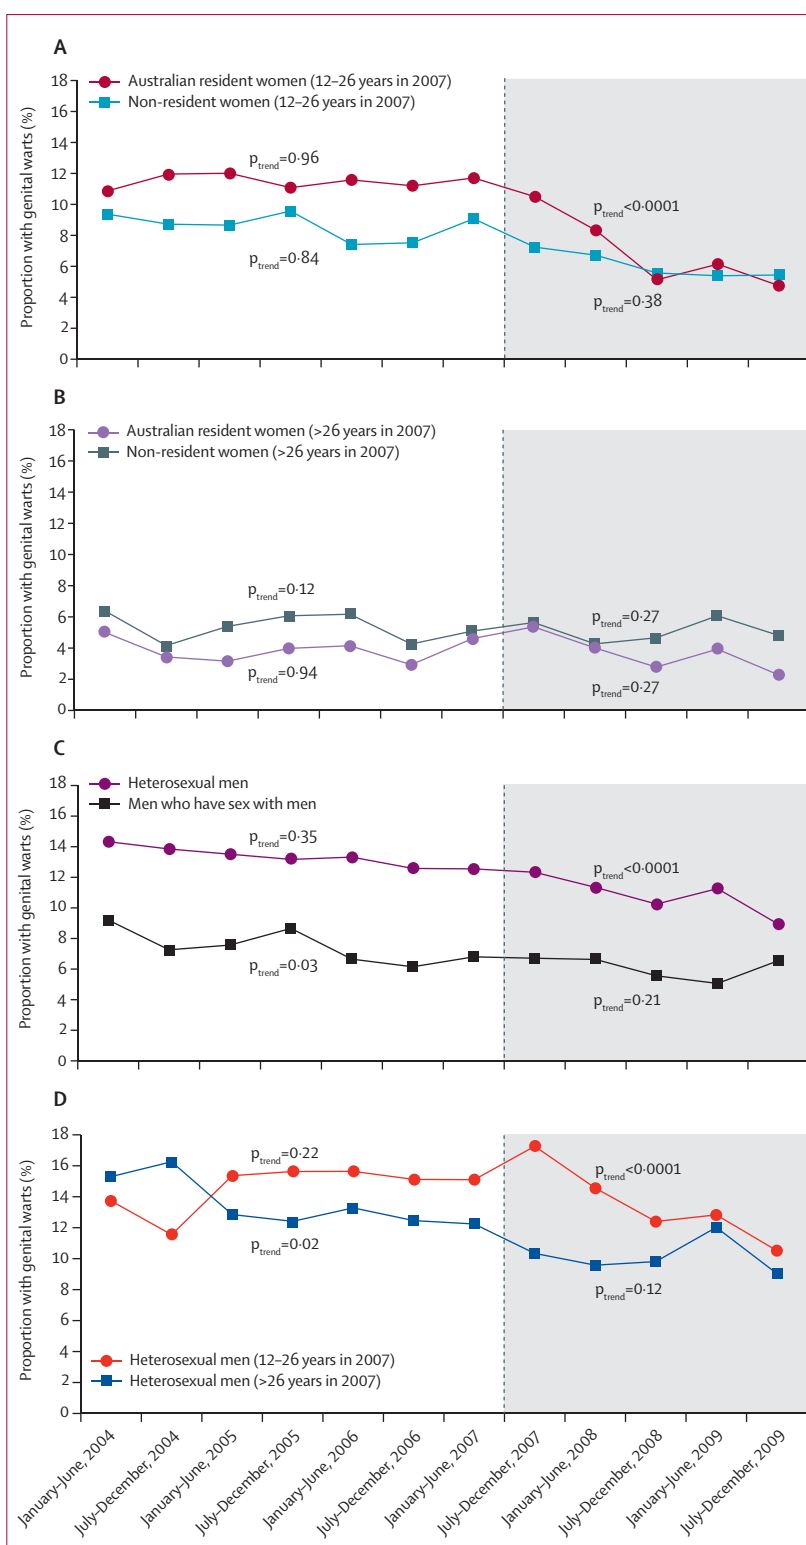 A
Australian resident women (12–26 years in 2007)
Non-resident women (12–26 years in 2007)
Proportion with genital warts (%)
18
16
14
12
10
8
6
4
2
0
ptrend=0·96
ptrend=0·84
ptrend<0·0001
ptrend=0·38
B
Australian resident women (>26 years in 2007)
Non-resident women (>26 years in 2007)
Proportion with genital warts (%)
18
16
14
12
10
8
6
4
2
0
ptrend=0·12
ptrend=0·94
ptrend=0·27
ptrend=0·27
C
Heterosexual men
Men who have sex with men
Proportion with genital warts (%)
18
16
14
12
10
8
6
4
2
0
ptrend=0·35
ptrend=0·03
ptrend<0·0001
ptrend=0·21
D
Proportion with genital warts (%)
18
16
14
12
10
8
6
4
2
0
ptrend=0·22
ptrend=0·02
ptrend<0·0001
ptrend=0·12
Heterosexual men (12–26 years in 2007)
Heterosexual men (>26 years in 2007)
January–June, 2004
July–December, 2004
January–June, 2005
July–December, 2005
January–June, 2006
July–December, 2006
January–June, 2007
July–December, 2007
January–June, 2008
July–December, 2008
January–June, 2009
July–December, 2009